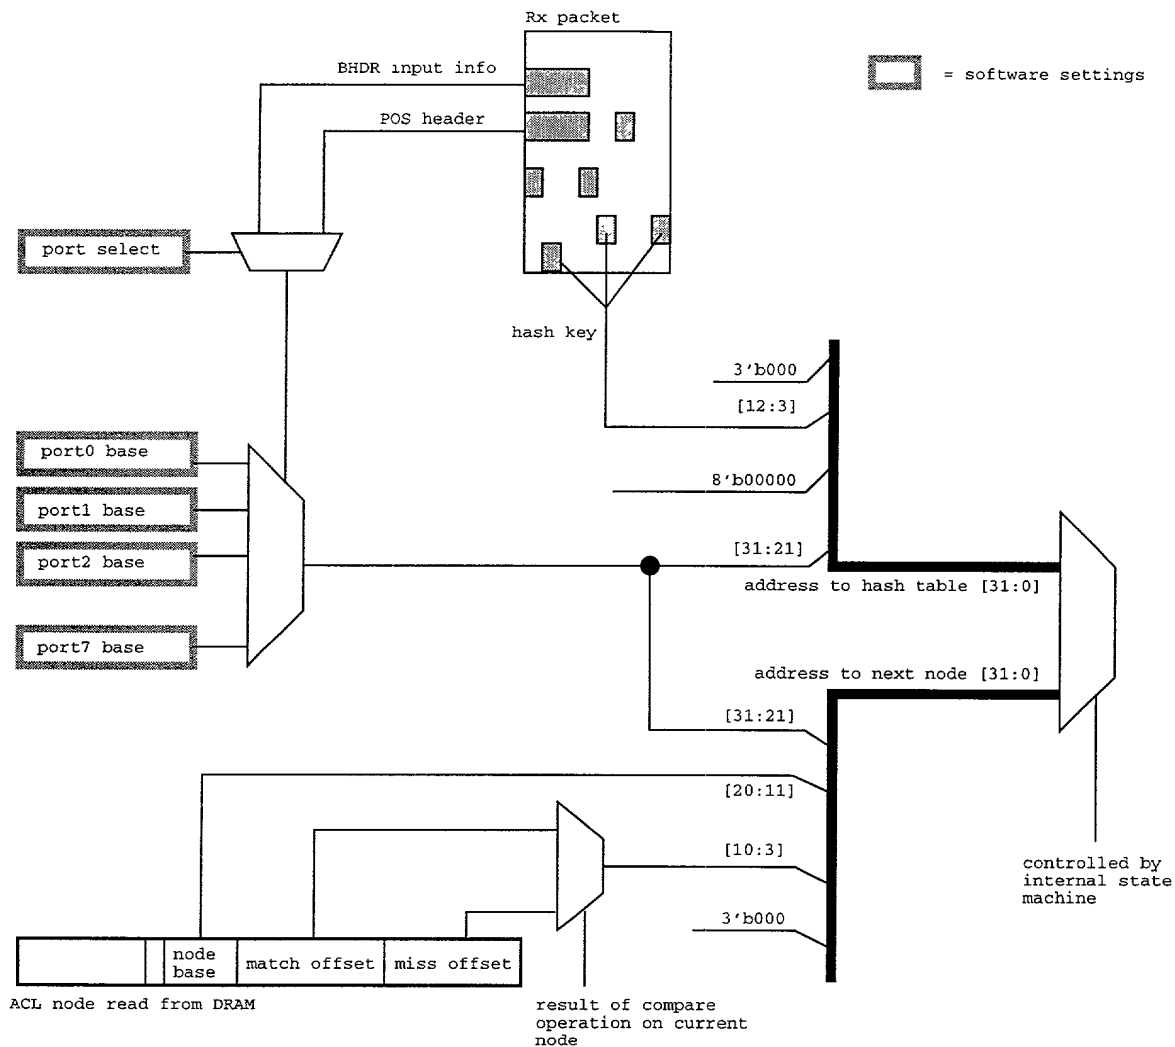 Rx packet
BHDR input info
= software settings
POS header
port select
hash key
3'b000
[12:3]
port0 base
8'b00000
port1 base
port2 base
[31:21]
address to hash table [31:0]
port7 base
address to next node [31:0]
[31:21]
[20:11]
[10:3]
controlled by
internal state
machine
3'b000
node
base
match offset
miss offset
ACL node read from DRAM
result of compare
operation on current
node